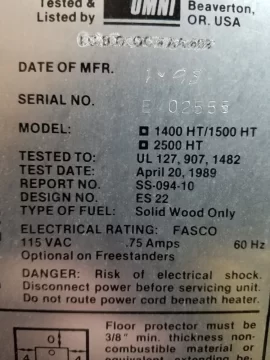 Tested & OMNI Beaverton,
Listed by OR. USA
DATE OF MFR.
SERIAL NO. E 02559
MODEL: 1400 HT/1500 HT
2500 HT
TESTED TO: UL 127, 907, 1482
TEST DATE: April 20, 1989
REPORT NO. SS-094-10
DESIGN NO. ES 22
TYPE OF FUEL: Solid Wood Only
ELECTRICAL RATING: FASCO
115 VAC .75 Amps 60 Hz
Optional on Freestanders
DANGER: Risk of electrical shock.
Disconnect power before servicing unit.
Do not route power cord beneath heater.
Floor protector must be
3/8" min. thickness non-
combustible material or
equivalent extending be-